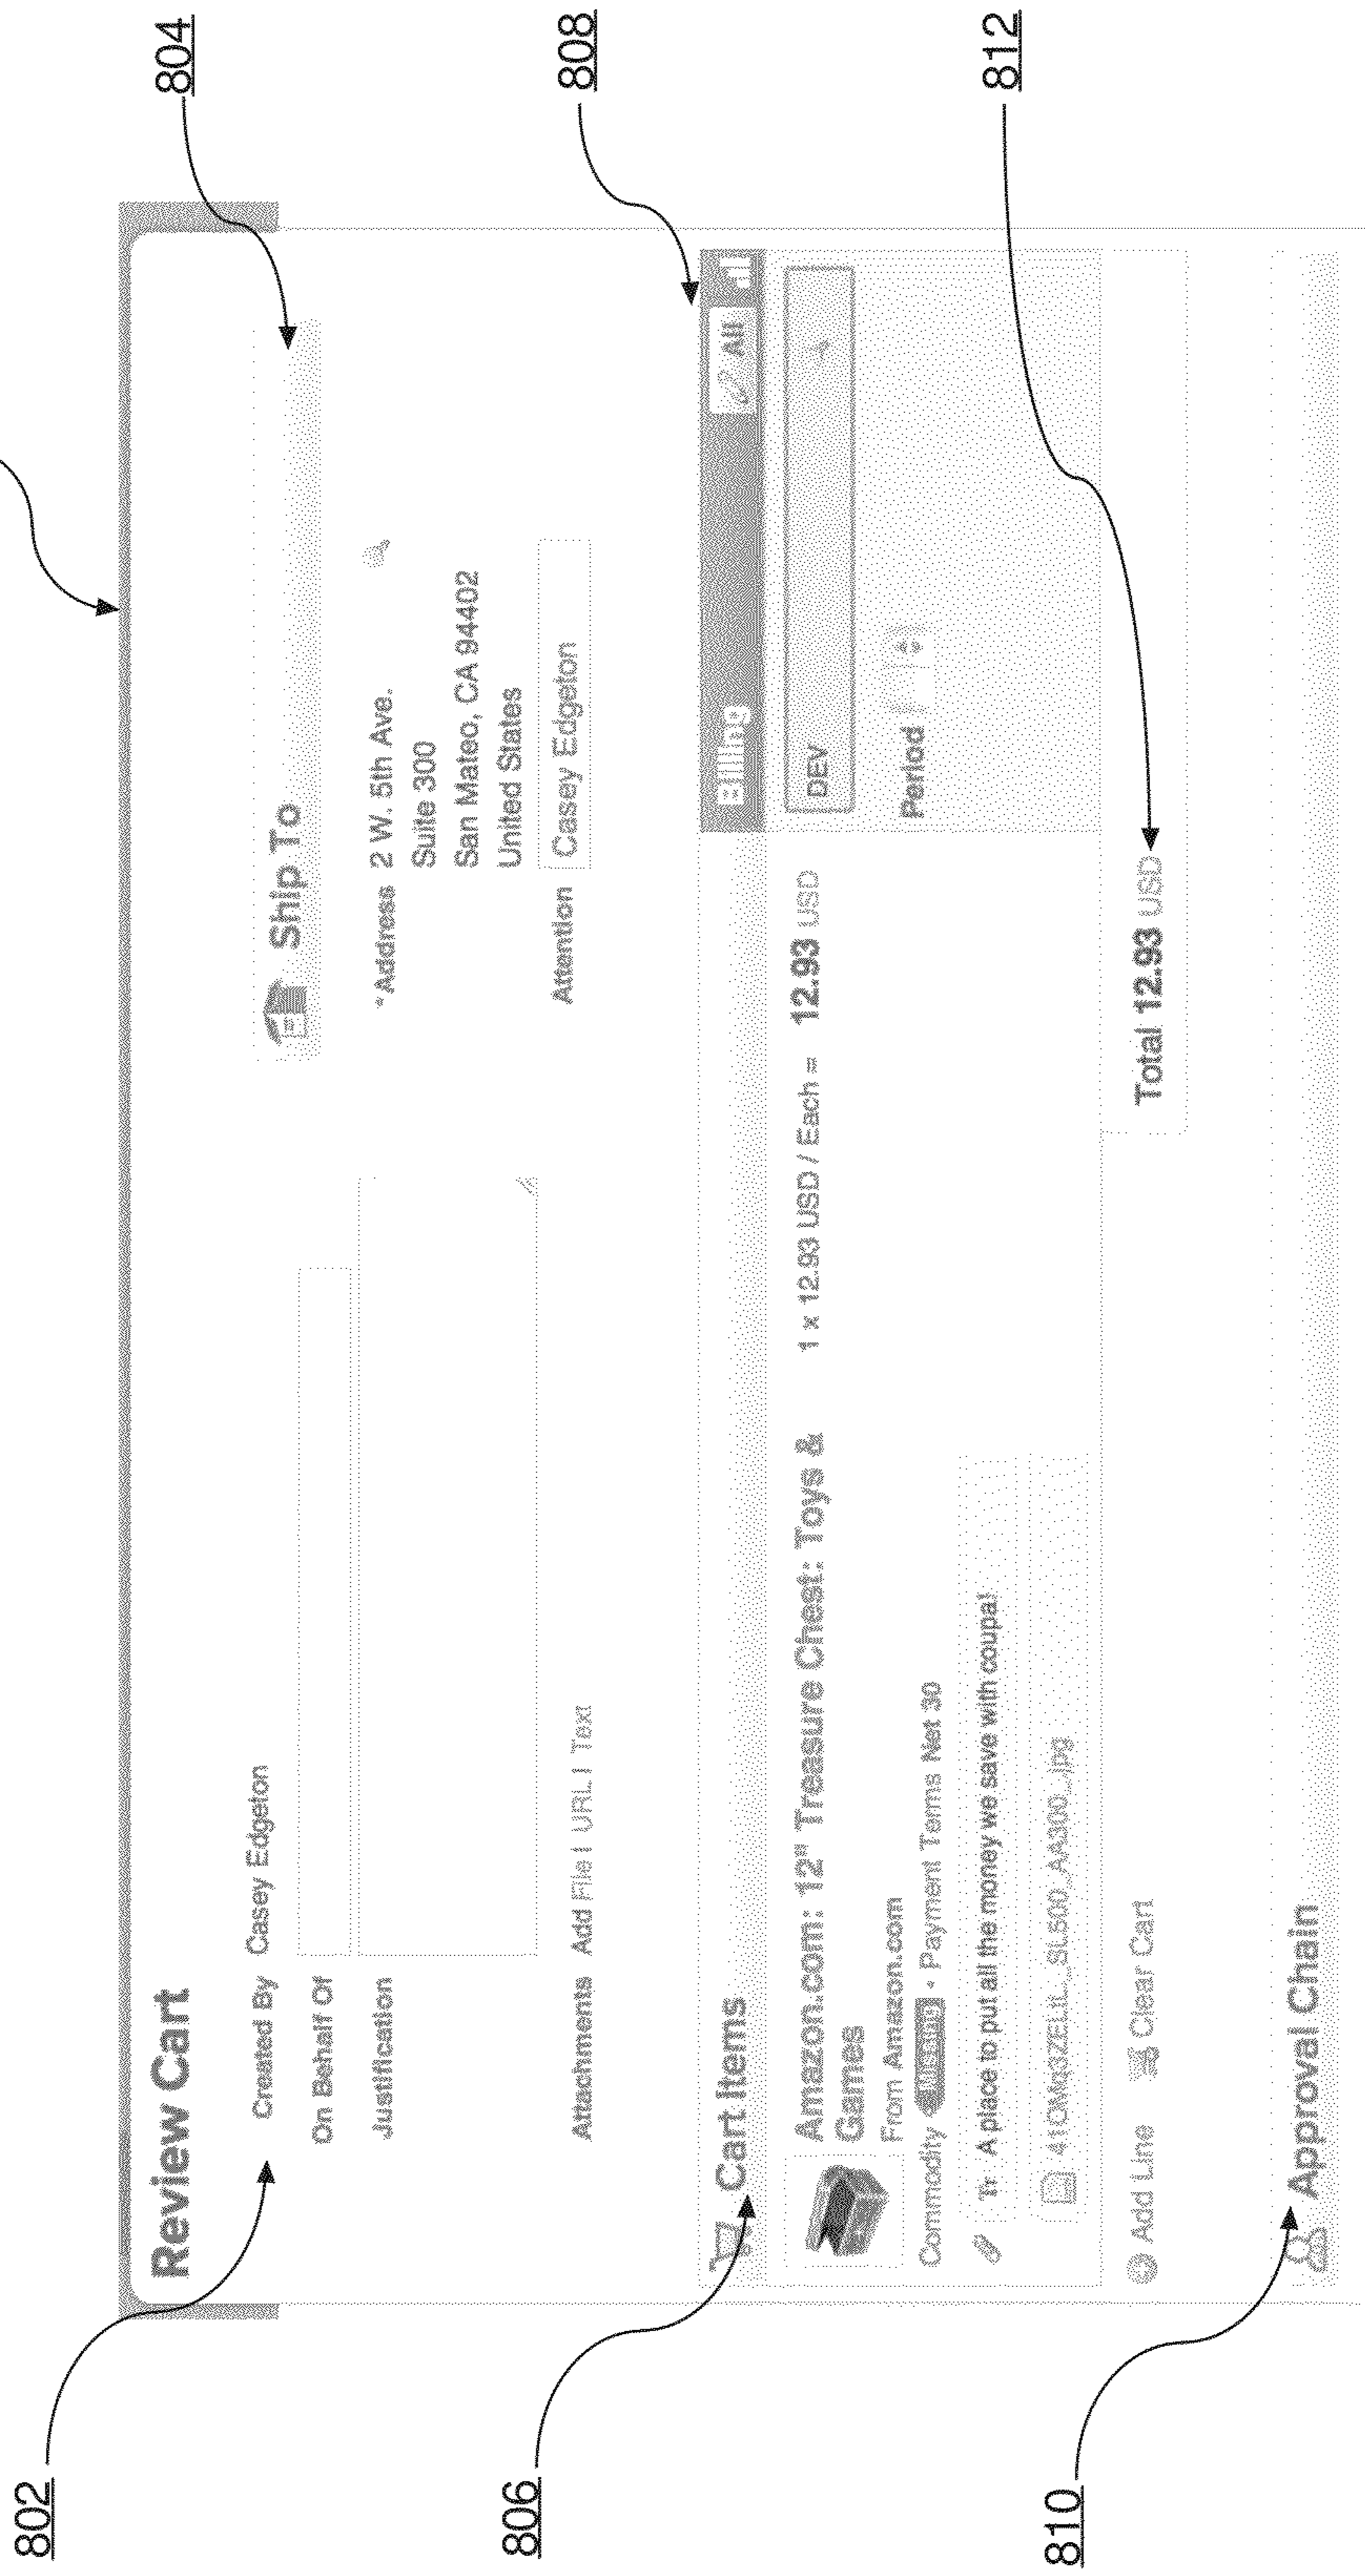 804
808
812
802
806
810
Review Cart
Created By Casey Edgeton
On Behalf Of
Justification
Attachments Add File | URL | Text
Ship To
*Address 2 W. 5th Ave.
Suite 300
San Mateo, CA 94402
United States
Attention Casey Edgeton
Cart Items
Billing
All
Amazon.com: 12" Treasure Chest: Toys &
Games
1 x 12.93 USD / Each = 12.93 USD
From Amazon.com
Commodity Missing • Payment Terms Net 30
Tr A place to put all the money we save with coupa!
DEV
Period
Add Line Clear Cart
Total 12.93 USD
Approval Chain